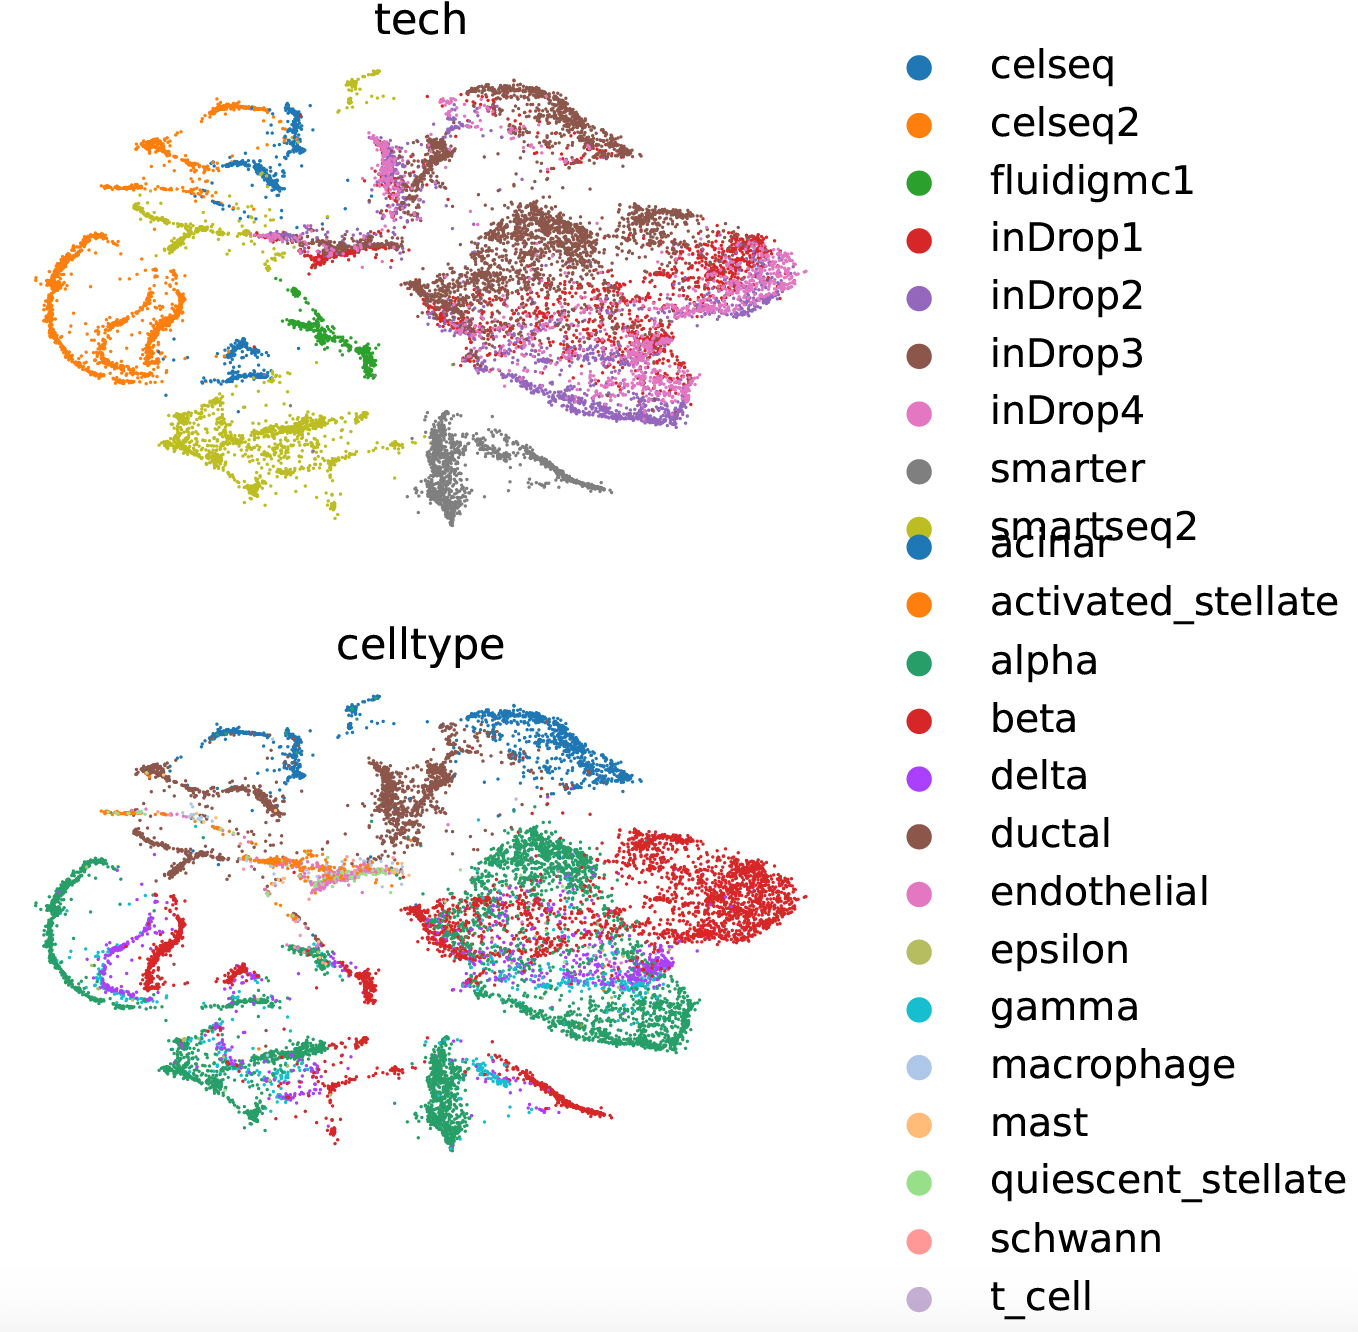 tech
celseq
celseq2
fluidigmc1
inDrop1
inDrop2
inDrop3
inDrop4
smarter
smartseq2
acinar
activated_stellate
celltype
alpha
beta
delta
ductal
endothelial
epsilon
gamma
macrophage
mast
quiescent_stellate
schwann
t_cell